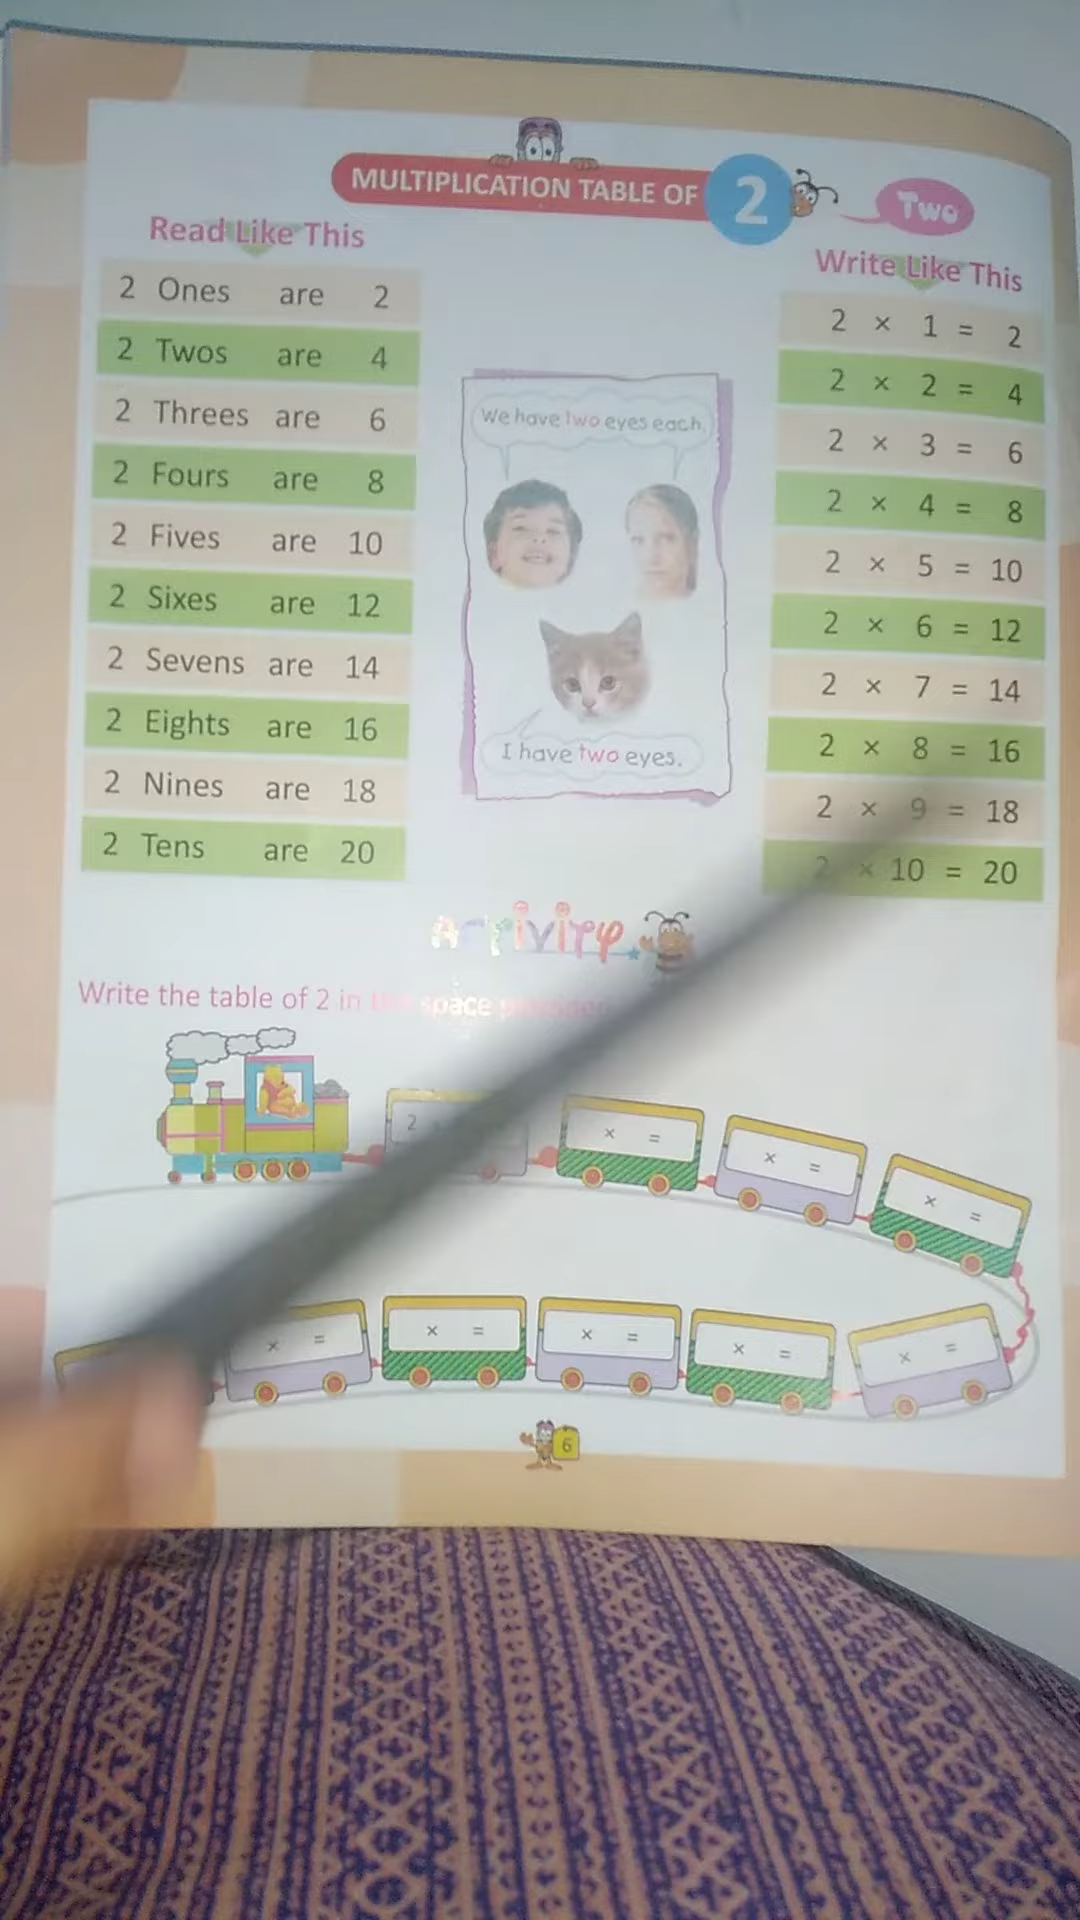 MULTIPLICATION TABLE OF 2 Two
Read Like This
2 Ones are 2
2 Twos are 4
2 Threes are 6
2 Fours are 8
2 Fives are 10
2 Sixes are 12
2 Sevens are 14
2 Eights are 16
2 Nines are 18
2 Tens are 20
We have two eyes each.
I have two eyes.
Write Like This
2 × 1 = 2
2 × 2 = 4
2 × 3 = 6
2 × 4 = 8
2 × 5 = 10
2 × 6 = 12
2 × 7 = 14
2 × 8 = 16
2 × 9 = 18
2 × 10 = 20
Activity
Write the table of 2 in the space
2
× =
× =
× =
× =
× =
× =
× =
× =
6